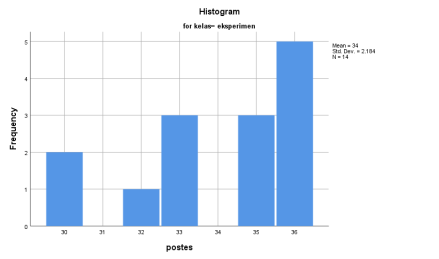 Histogram
for kelas= eksperimen
Mean = 34
Std. Dev. = 2.184
N = 14
5
4
3
2
1
0
Frequency
30 31 32 33 34 35 36
postes